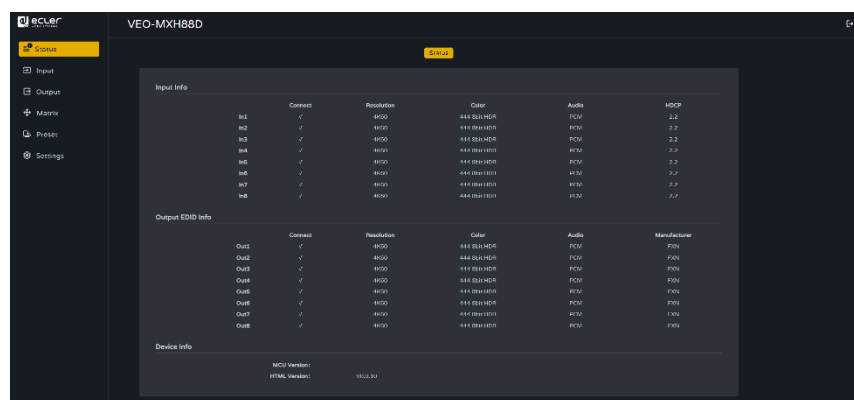 ecler
VEO-MXH88D
Status
Input
Output
Matrix
Preset
Settings
Status
Input Info
Connect Resolution Color Audio HDCP
In1 √ 4K60 444 8bit HDR PCM 2.2
In2 √ 4K60 444 8bit HDR PCM 2.2
In3 √ 4K60 444 8bit HDR PCM 2.2
In4 √ 4K60 444 8bit HDR PCM 2.2
In5 √ 4K60 444 8bit HDR PCM 2.2
In6 √ 4K60 444 8bit HDR PCM 2.2
In7 √ 4K60 444 8bit HDR PCM 2.2
In8 √ 4K60 444 8bit HDR PCM 2.2
Output EDID Info
Connect Resolution Color Audio Manufacturer
Out1 √ 4K60 444 8bit HDR PCM FXN
Out2 √ 4K60 444 8bit HDR PCM FXN
Out3 √ 4K60 444 8bit HDR PCM FXN
Out4 √ 4K60 444 8bit HDR PCM FXN
Out5 √ 4K60 444 8bit HDR PCM FXN
Out6 √ 4K60 444 8bit HDR PCM FXN
Out7 √ 4K60 444 8bit HDR PCM FXN
Out8 √ 4K60 444 8bit HDR PCM FXN
Device Info
MCU Version:
HTML Version: